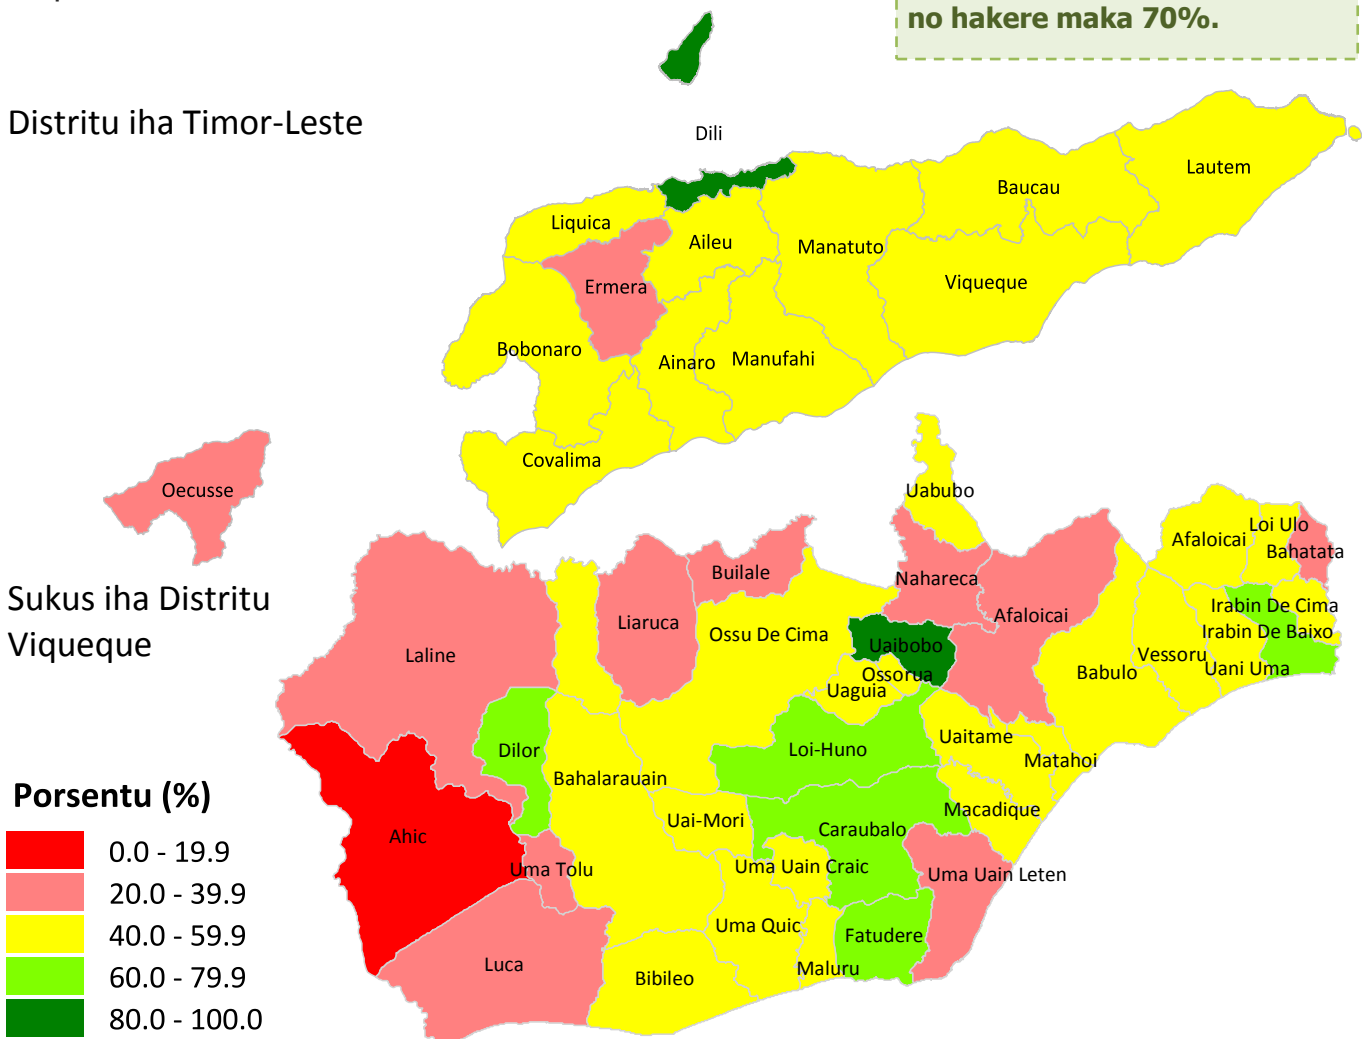 no hakere maka 70%.
Distritu iha Timor-Leste
Dili
Lautem
Baucau
Liquica
Aileu
Manatuto
Viqueque
Ermera
Bobonaro
Ainaro
Manufahi
Covalima
Oecusse
Sukus iha Distritu
Viqueque
Uabubo
Loi Ulo
Afaloicai
Bahatata
Builale
Nahareca
Irabin De Cima
Afaloicai
Liaruca
Ossu De Cima
Irabin De Baixo
Uaibobo
Laline
Vessoru
Uani Uma
Babulo
Ossorua
Uaguia
Uaitame
Dilor
Loi-Huno
Matahoi
Bahalarauain
Macadique
Uai-Mori
Caraubalo
Ahic
Uma Tolu
Uma Uain Craic
Uma Uain Leten
Uma Quic
Fatudere
Luca
Maluru
Bibileo
Porsentu (%)
0.0 - 19.9
20.0 - 39.9
40.0 - 59.9
60.0 - 79.9
80.0 - 100.0